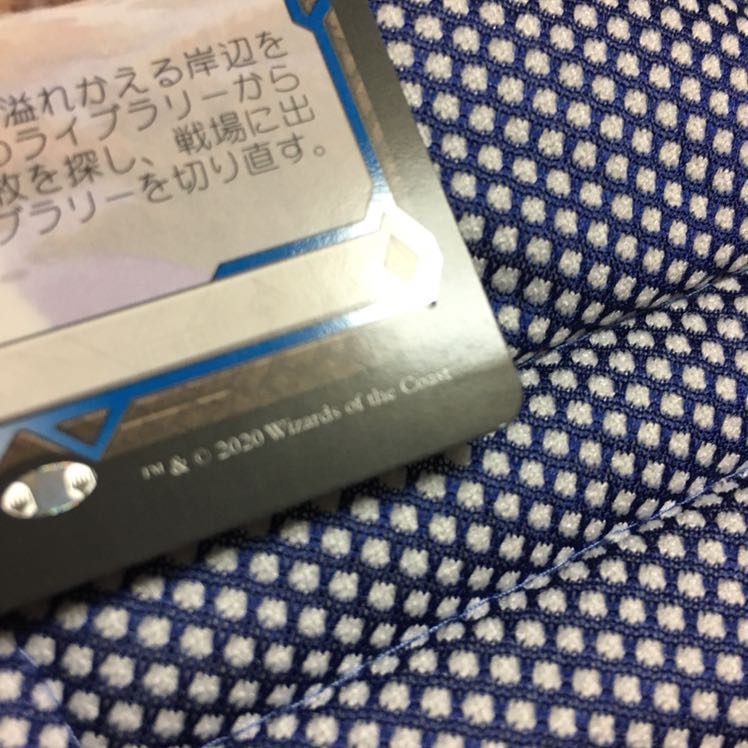 溢れかえる岸辺を
ライブラリーから
枚を探し、戦場に出
ブラリーを切り直す。
™ & © 2020 Wizards of the Coast